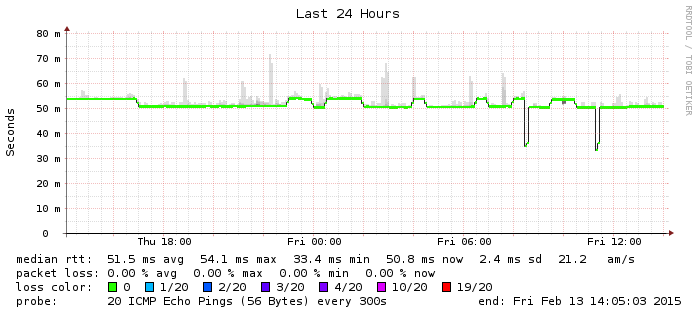 Last 24 Hours
RRDTOOL / TOBI OETIKER
Seconds
80 m
70 m
60 m
50 m
40 m
30 m
20 m
10 m
0
Thu 18:00 Fri 00:00 Fri 06:00 Fri 12:00
median rtt: 51.5 ms avg 54.1 ms max 33.4 ms min 50.8 ms now 2.4 ms sd 21.2 am/s
packet loss: 0.00 % avg 0.00 % max 0.00 % min 0.00 % now
loss color: 0 1/20 2/20 3/20 4/20 10/20 19/20
probe: 20 ICMP Echo Pings (56 Bytes) every 300s end: Fri Feb 13 14:05:03 2015